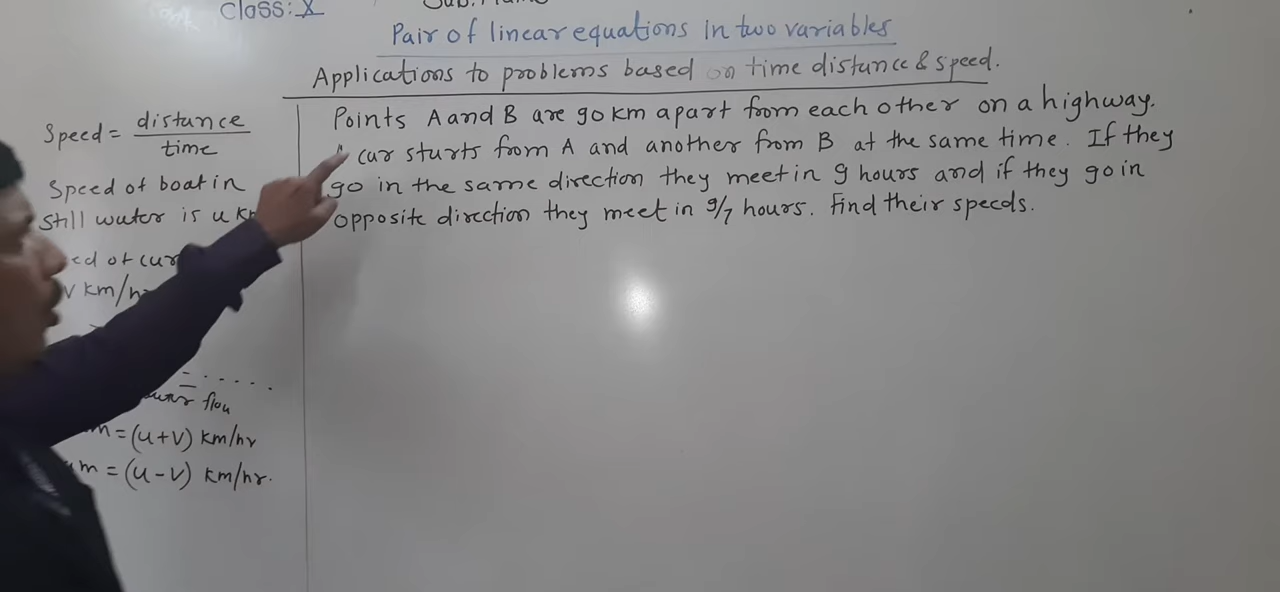 Class: X
Pair of linear equations in two variables
Applications to problems based on time distance & speed.
Speed = distance / time
Speed of boat in
still water is u
v km/h
flow
= (u+v) km/hr
= (u-v) km/hr.
Points A and B are 90 km apart from each other on a highway.
A car starts from A and another from B at the same time. If they
go in the same direction they meet in 9 hours and if they go in
opposite direction they meet in 9/7 hours. Find their speeds.